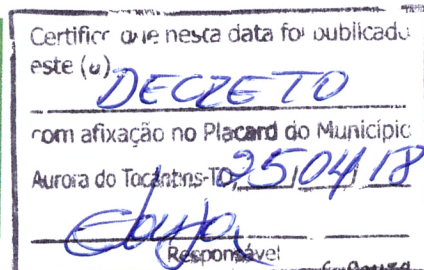 Certifico que nesta data foi publicado
este (o)
DECRETO
com afixação no Placard do Município
Aurora do Tocantins-TO, 25/04/18
Responsável